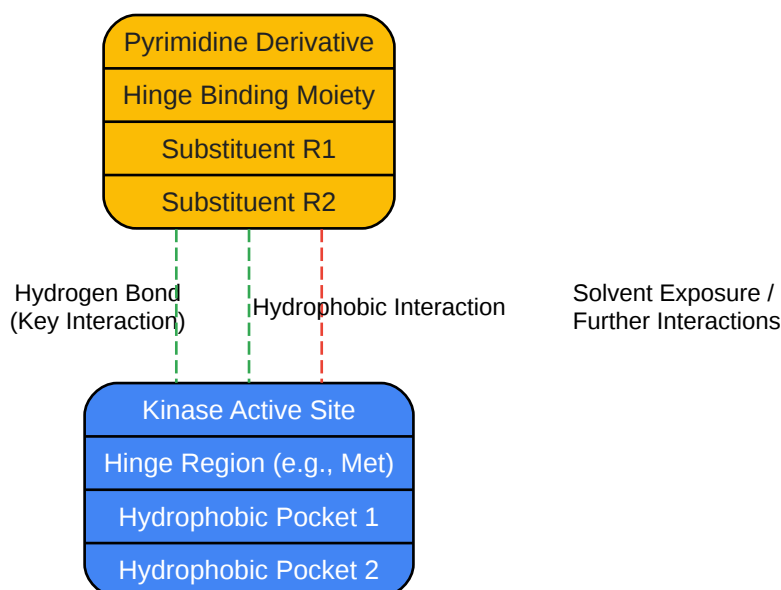 Pyrimidine Derivative
Hinge Binding Moiety
Substituent R1
Substituent R2
Hydrogen Bond
(Key Interaction)
Hydrophobic Interaction
Solvent Exposure /
Further Interactions
Kinase Active Site
Hinge Region (e.g., Met)
Hydrophobic Pocket 1
Hydrophobic Pocket 2